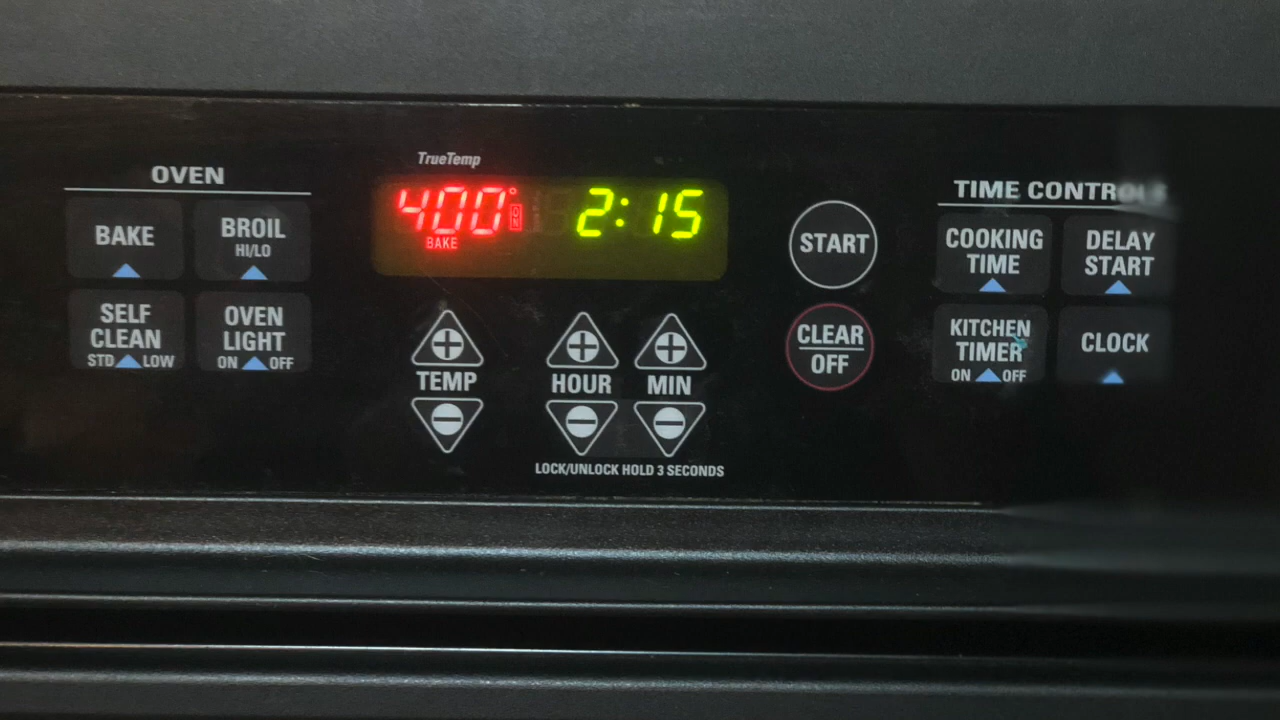 TrueTemp
OVEN
BAKE
BROIL
HI/LO
SELF
CLEAN
STD LOW
OVEN
LIGHT
ON OFF
400°
ON
BAKE
2:15
TEMP
HOUR
MIN
LOCK/UNLOCK HOLD 3 SECONDS
START
CLEAR
OFF
TIME CONTROLS
COOKING
TIME
DELAY
START
KITCHEN
TIMER
ON OFF
CLOCK